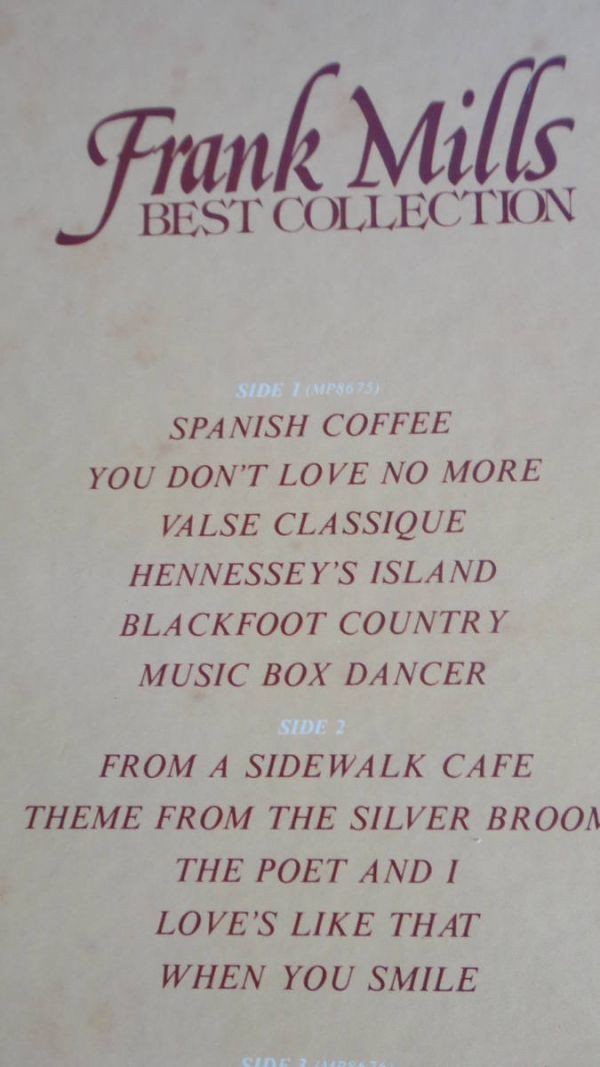 Frank Mills
BEST COLLECTION
SIDE 1 (MP8675)
SPANISH COFFEE
YOU DON'T LOVE NO MORE
VALSE CLASSIQUE
HENNESSEY'S ISLAND
BLACKFOOT COUNTRY
MUSIC BOX DANCER
SIDE 2
FROM A SIDEWALK CAFE
THEME FROM THE SILVER BROOM
THE POET AND I
LOVE'S LIKE THAT
WHEN YOU SMILE
SIDE 3